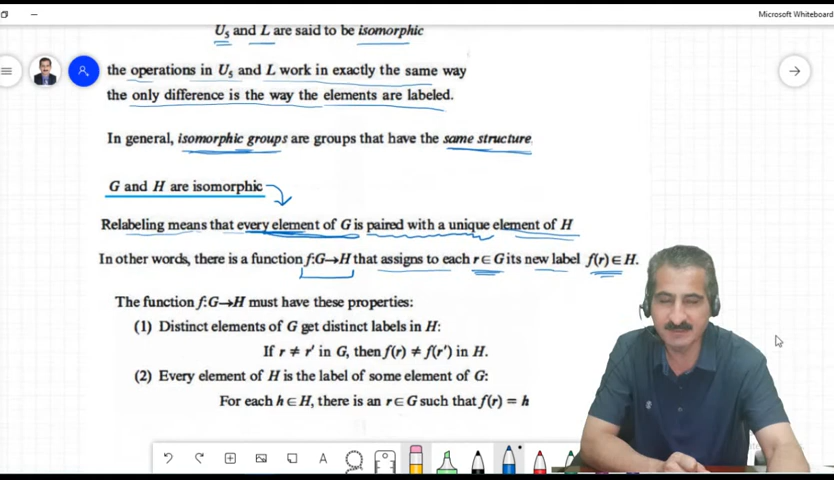 Microsoft Whiteboard
U₅ and L are said to be isomorphic
the operations in U₅ and L work in exactly the same way
the only difference is the way the elements are labeled.
In general, isomorphic groups are groups that have the same structure.
G and H are isomorphic
Relabeling means that every element of G is paired with a unique element of H
In other words, there is a function f:G→H that assigns to each r∈G its new label f(r)∈H.
The function f:G→H must have these properties:
(1) Distinct elements of G get distinct labels in H:
If r ≠ r' in G, then f(r) ≠ f(r') in H.
(2) Every element of H is the label of some element of G:
For each h∈H, there is an r∈G such that f(r) = h
A